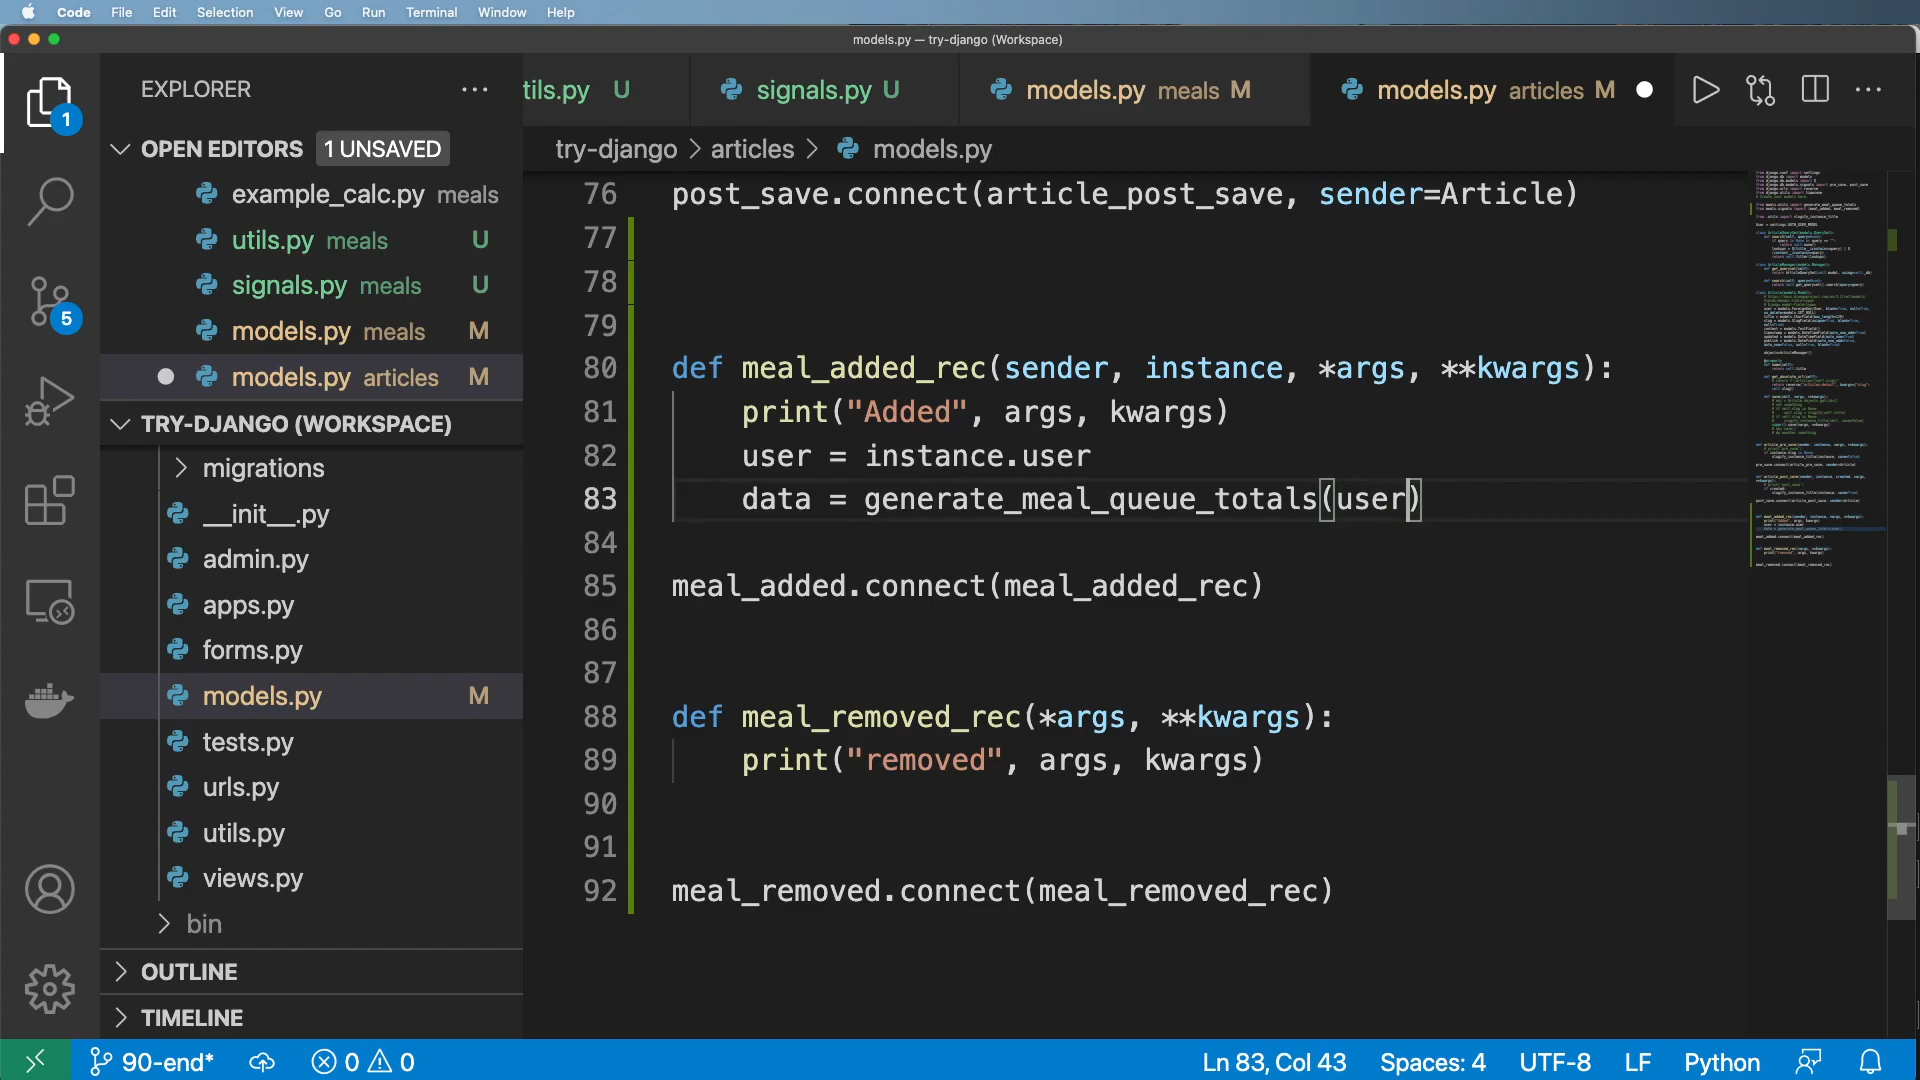 Code File Edit Selection View Go Run Terminal Window Help
models.py — try-django (Workspace)
EXPLORER
tils.py U signals.py U models.py meals M models.py articles M
OPEN EDITORS 1 UNSAVED
try-django > articles > models.py
example_calc.py meals
utils.py meals U
signals.py meals U
models.py meals M
models.py articles M
TRY-DJANGO (WORKSPACE)
migrations
__init__.py
admin.py
apps.py
forms.py
models.py M
tests.py
urls.py
utils.py
views.py
bin
OUTLINE
TIMELINE
1
5
76 post_save.connect(article_post_save, sender=Article)
77
78
79
80 def meal_added_rec(sender, instance, *args, **kwargs):
81 print("Added", args, kwargs)
82 user = instance.user
83 data = generate_meal_queue_totals(user)
84
85 meal_added.connect(meal_added_rec)
86
87
88 def meal_removed_rec(*args, **kwargs):
89 print("removed", args, kwargs)
90
91
92 meal_removed.connect(meal_removed_rec)
90-end* 0 0 Ln 83, Col 43 Spaces: 4 UTF-8 LF Python